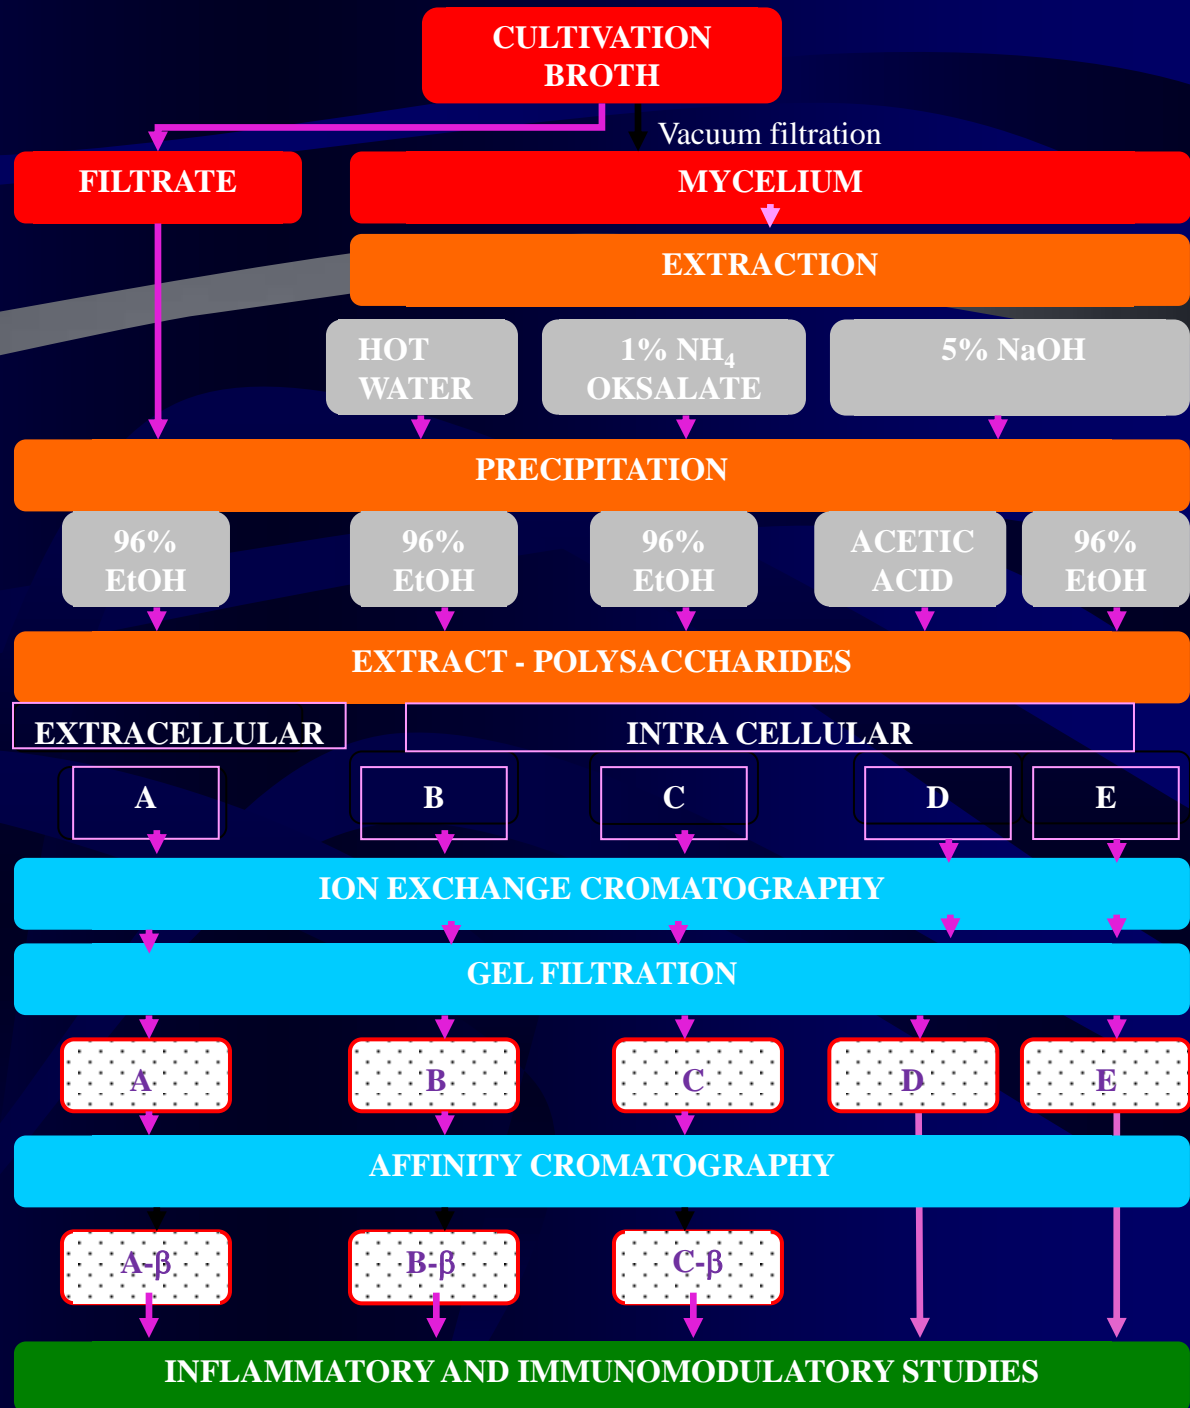 CULTIVATION
BROTH
Vacuum filtration
FILTRATE
MYCELIUM
EXTRACTION
HOT
WATER
1% NH₄
OKSALATE
5% NaOH
PRECIPITATION
96%
EtOH
96%
EtOH
96%
EtOH
ACETIC
ACID
96%
EtOH
EXTRACT - POLYSACCHARIDES
EXTRACELLULAR
INTRA CELLULAR
A
B
C
D
E
ION EXCHANGE CROMATOGRAPHY
GEL FILTRATION
A
B
C
D
E
AFFINITY CROMATOGRAPHY
A-β
B-β
C-β
INFLAMMATORY AND IMMUNOMODULATORY STUDIES